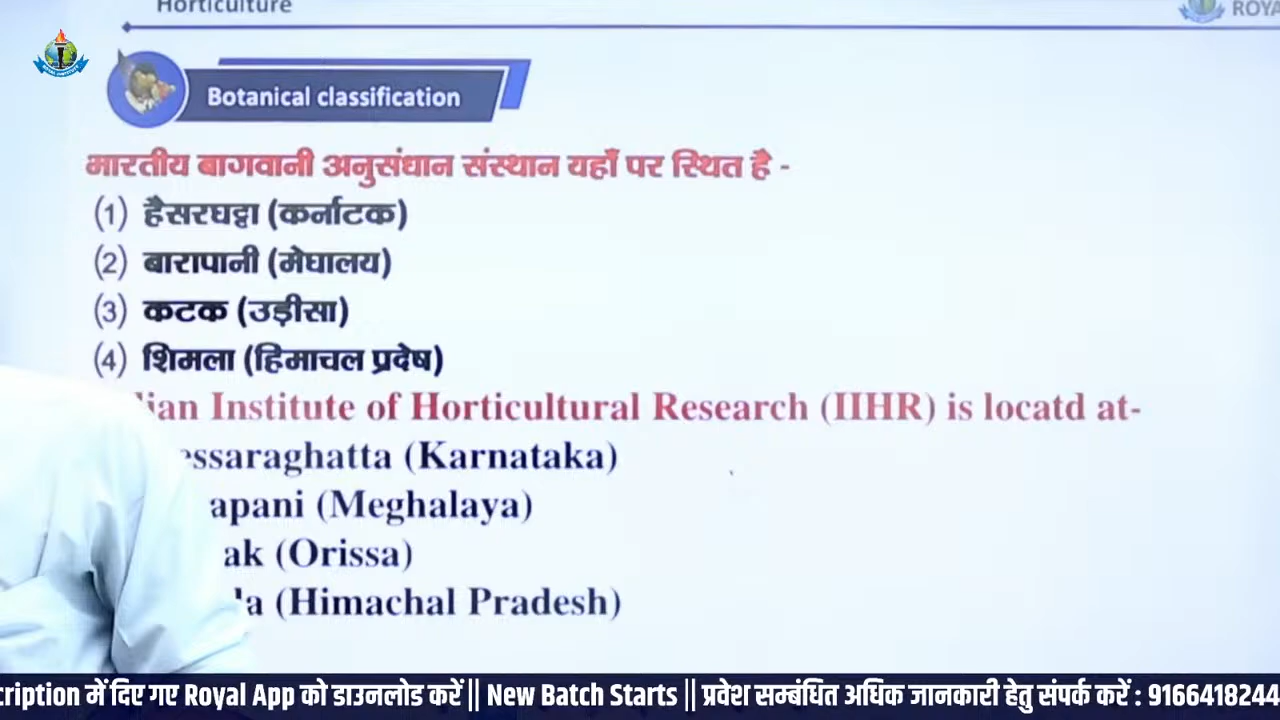 Horticulture
ROYA
Botanical classification
भारतीय बागवानी अनुसंधान संस्थान यहाँ पर स्थित है -
(1) हैसरघट्टा (कर्नाटक)
(2) बारापानी (मेघालय)
(3) कटक (उड़ीसा)
(4) शिमला (हिमाचल प्रदेष)
ian Institute of Horticultural Research (IIHR) is locatd at-
essaraghatta (Karnataka)
apani (Meghalaya)
ak (Orissa)
la (Himachal Pradesh)
cription में दिए गए Royal App को डाउनलोड करें || New Batch Starts || प्रवेश सम्बंधित अधिक जानकारी हेतु संपर्क करें : 9166418244